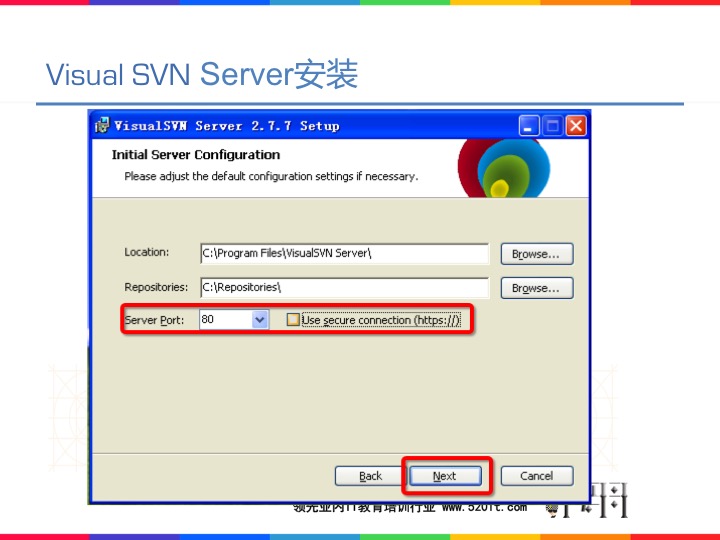 Visual SVN Server安装
VisualSVN Server 2.7.7 Setup
Initial Server Configuration
Please adjust the default configuration settings if necessary.
Location: C:\Program Files\VisualSVN Server\ Browse...
Repositories: C:\Repositories\ Browse...
Server Port: 80 Use secure connection (https://)
Back Next Cancel
领先业内IT教育培训行业 www.520it.com